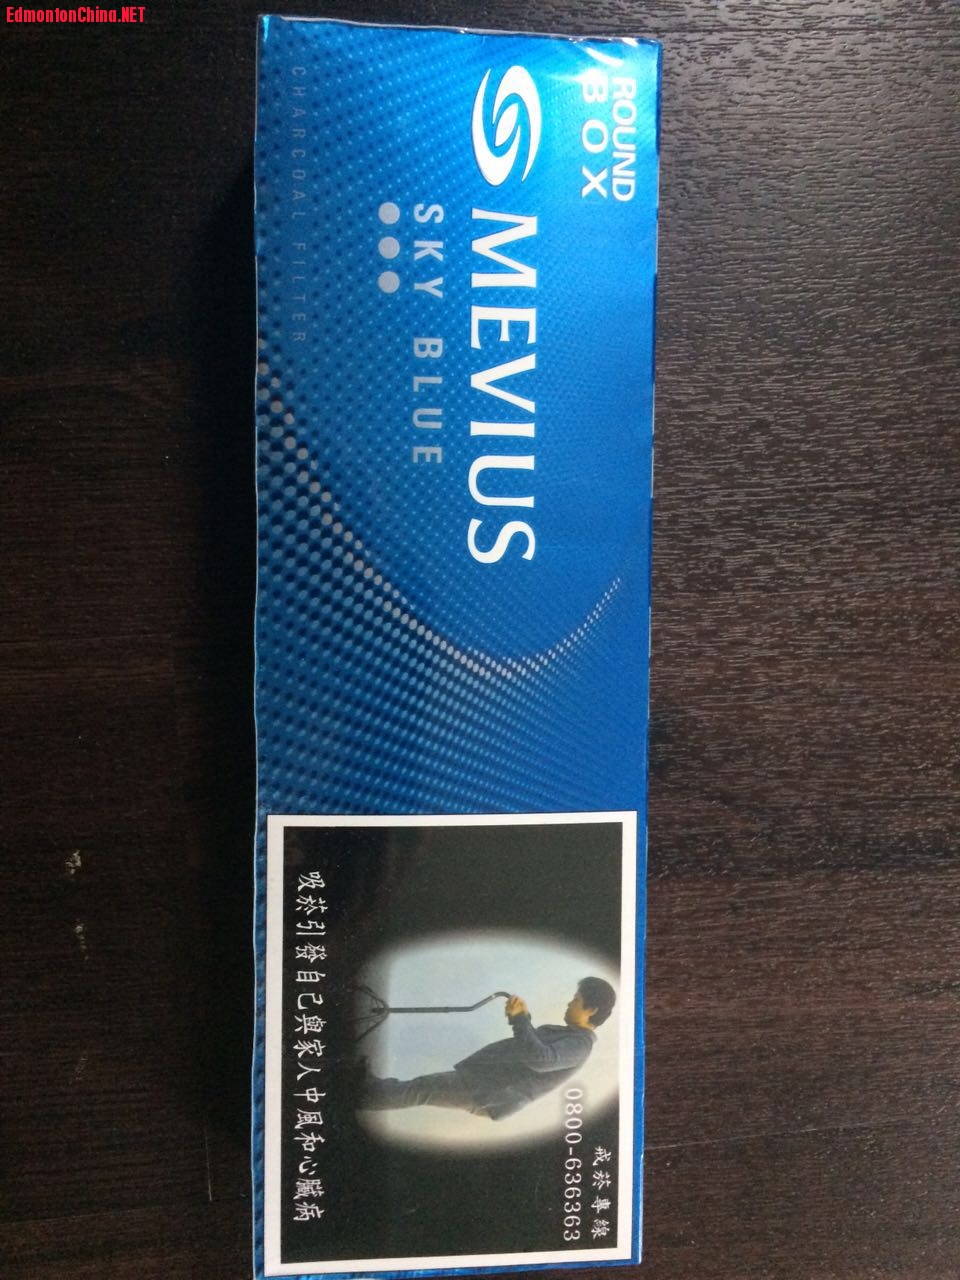 EdmontonChina.NET
ROUND
BOX
MEVIUS
SKY BLUE
CHARCOAL FILTER
戒菸專線
0800-636363
吸菸引發自己與家人中風和心臟病